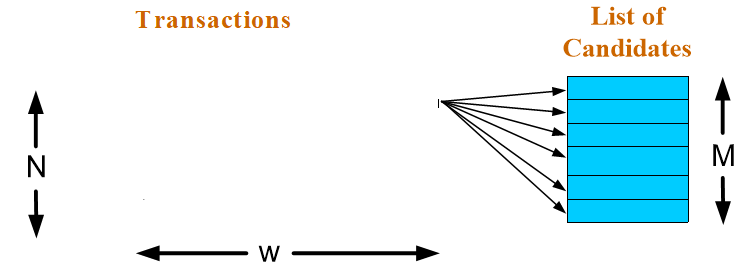 Transactions
List of
Candidates
N
M
w